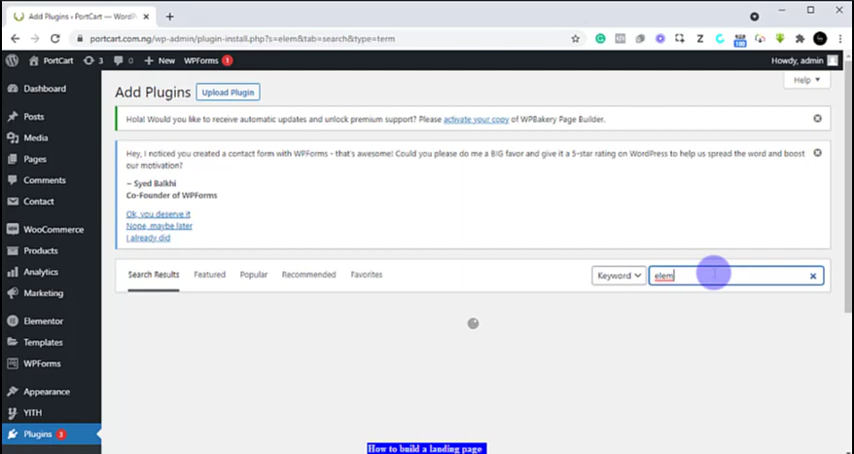 Add Plugins ‹ PortCart — WordP
portcart.com.ng/wp-admin/plugin-install.php?s=elem&tab=search&type=term
PortCart 3 0 New WPForms 1 Howdy, admin
Help
Dashboard
Posts
Media
Pages
Comments
Contact
WooCommerce
Products
Analytics
Marketing
Elementor
Templates
WPForms
Appearance
YITH
Plugins 3
Add Plugins Upload Plugin
Hola! Would you like to receive automatic updates and unlock premium support? Please activate your copy of WPBakery Page Builder.
Hey, I noticed you created a contact form with WPForms - that's awesome! Could you please do me a BIG favor and give it a 5-star rating on WordPress to help us spread the word and boost
our motivation?
~ Syed Balkhi
Co-Founder of WPForms
Ok, you deserve it
Nope, maybe later
I already did
Search Results Featured Popular Recommended Favorites Keyword elem
How to build a landing page